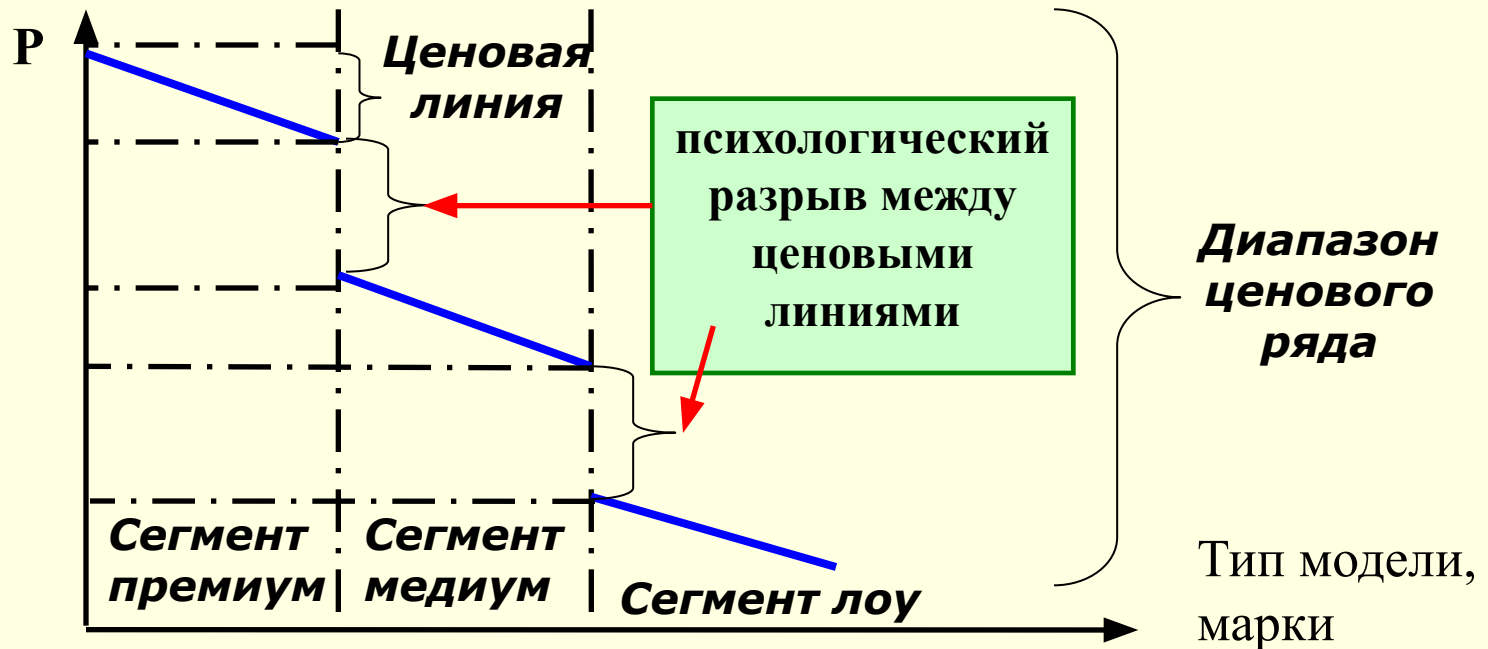 P
Ценовая
линия
психологический
разрыв между
ценовыми
линиями
Диапазон
ценового
ряда
Сегмент
премиум
Сегмент
медиум
Сегмент лоу
Тип модели,
марки